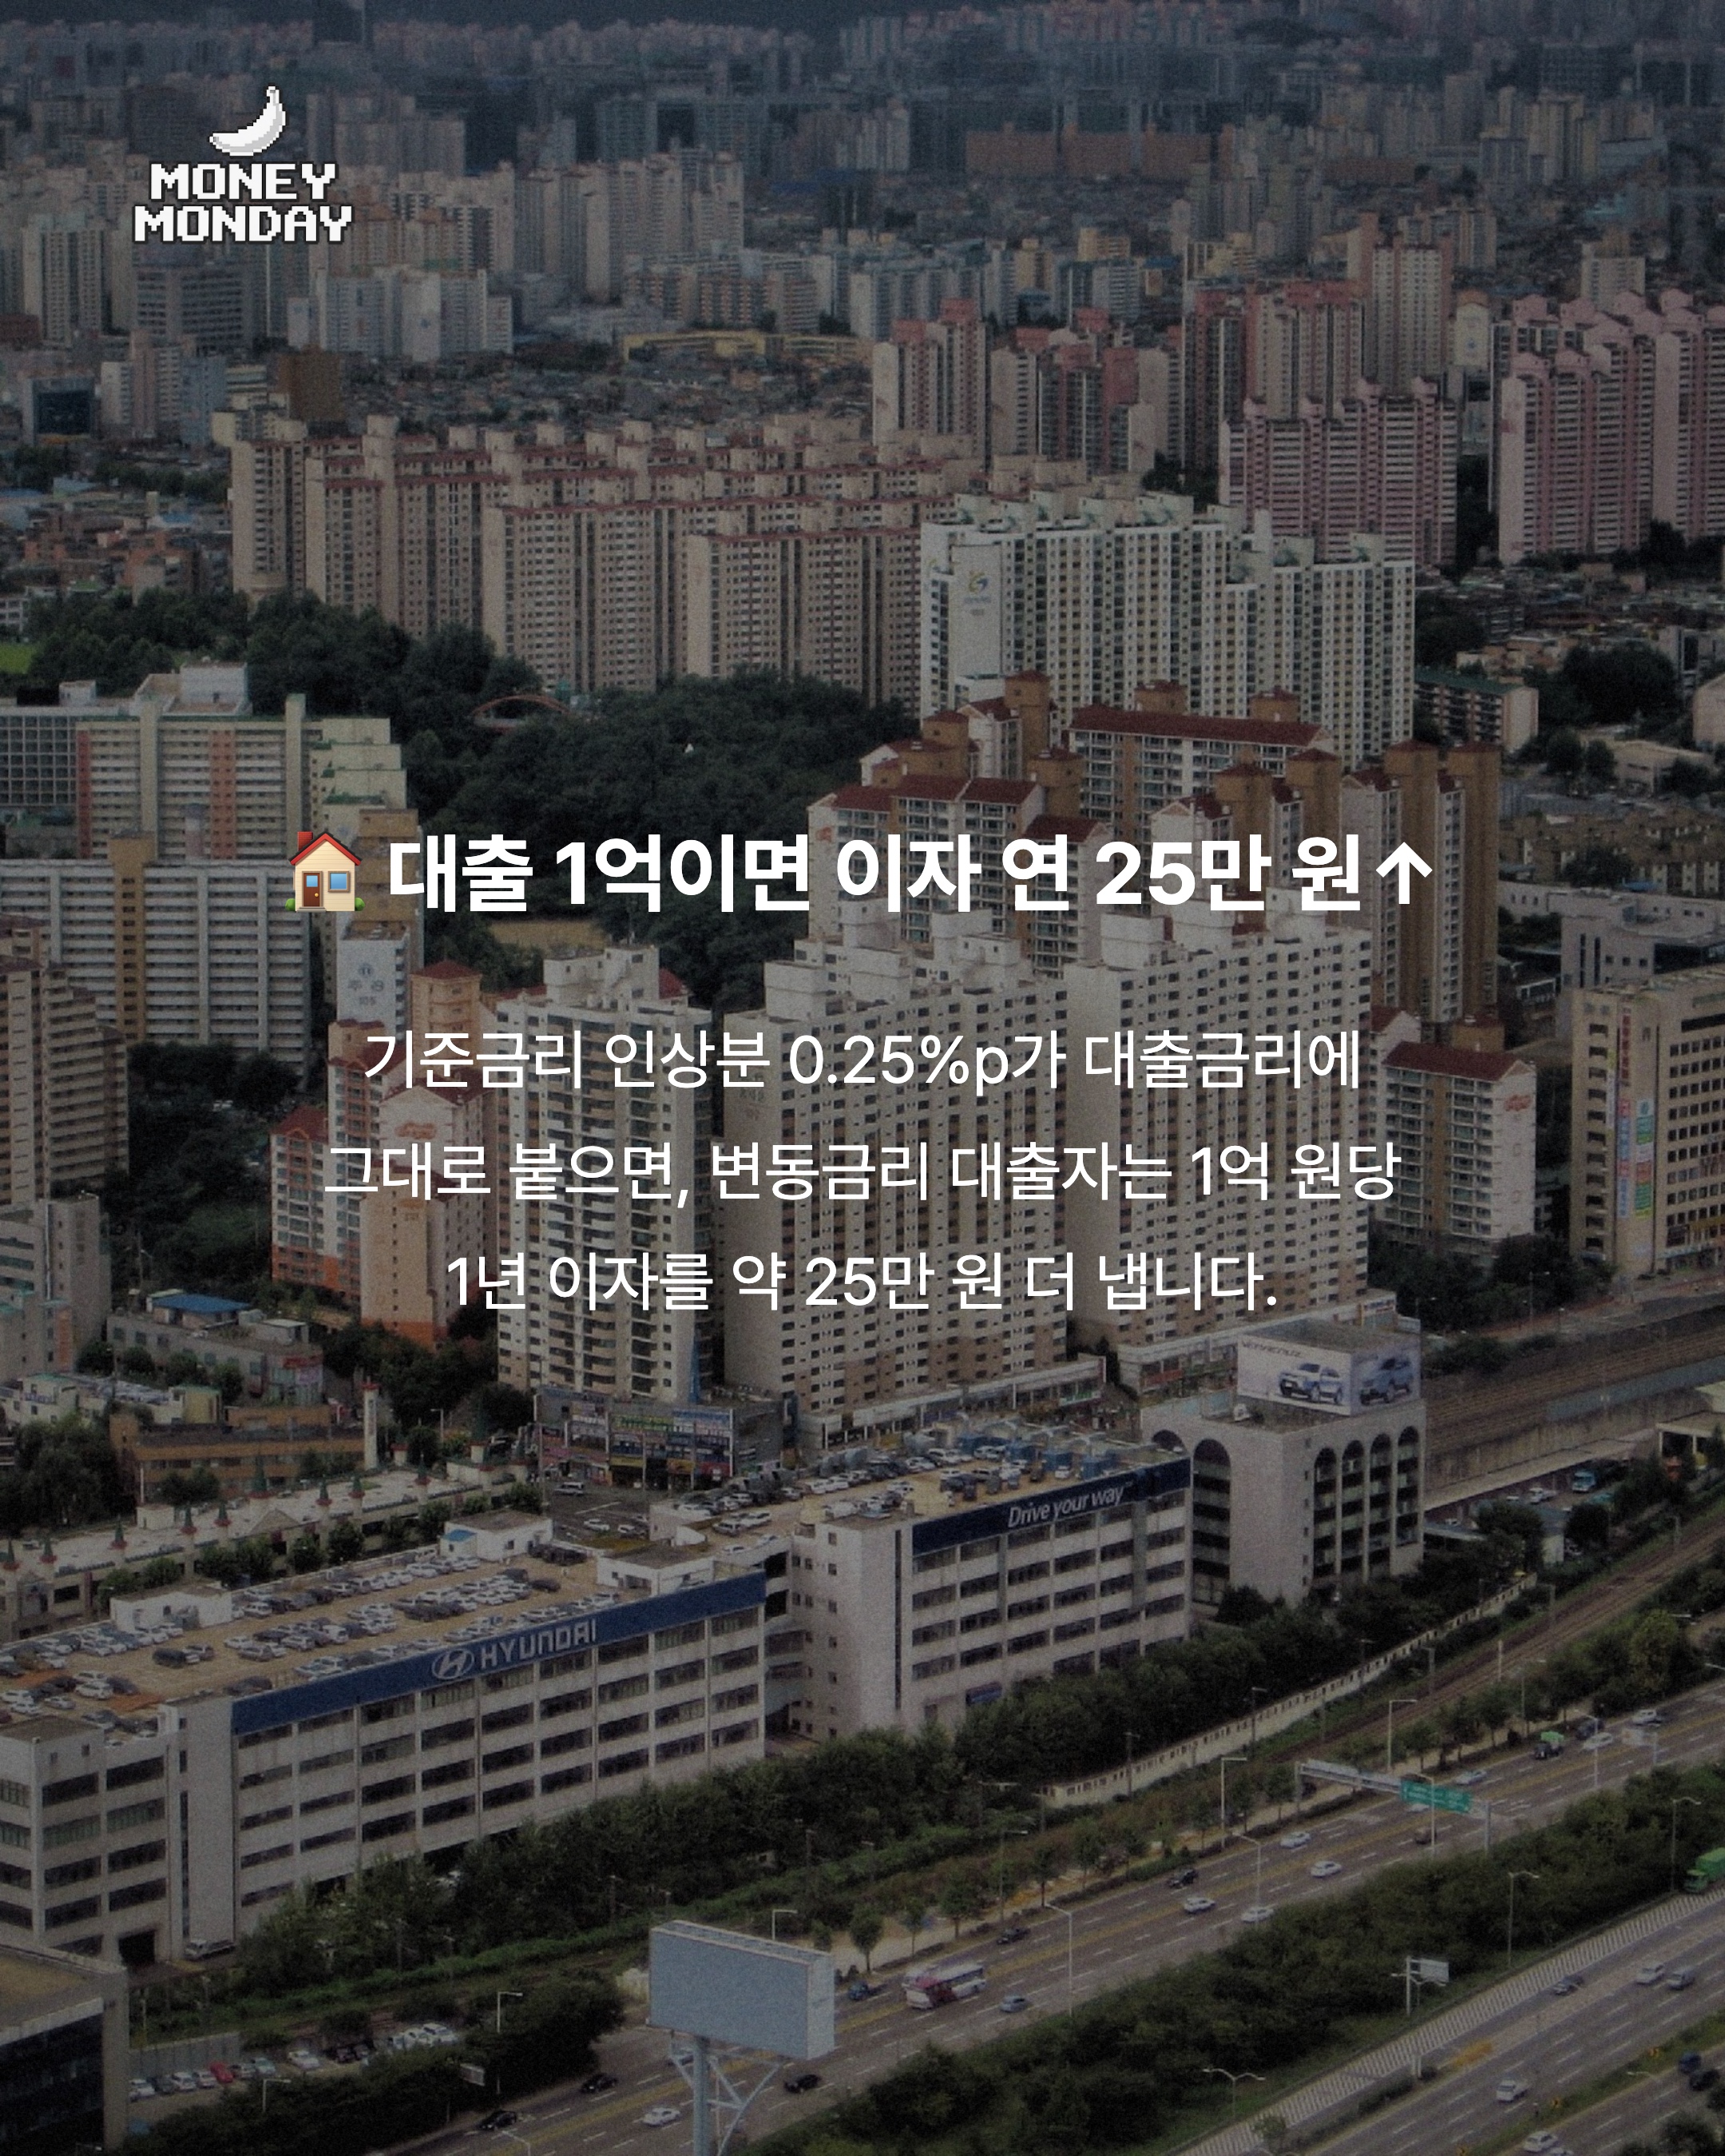 MONEY
MONDAY
🏠 대출 1억이면 이자 연 25만 원↑
기준금리 인상분 0.25%p가 대출금리에
그대로 붙으면, 변동금리 대출자는 1억 원당
1년 이자를 약 25만 원 더 냅니다.
Drive your way
HYUNDAI